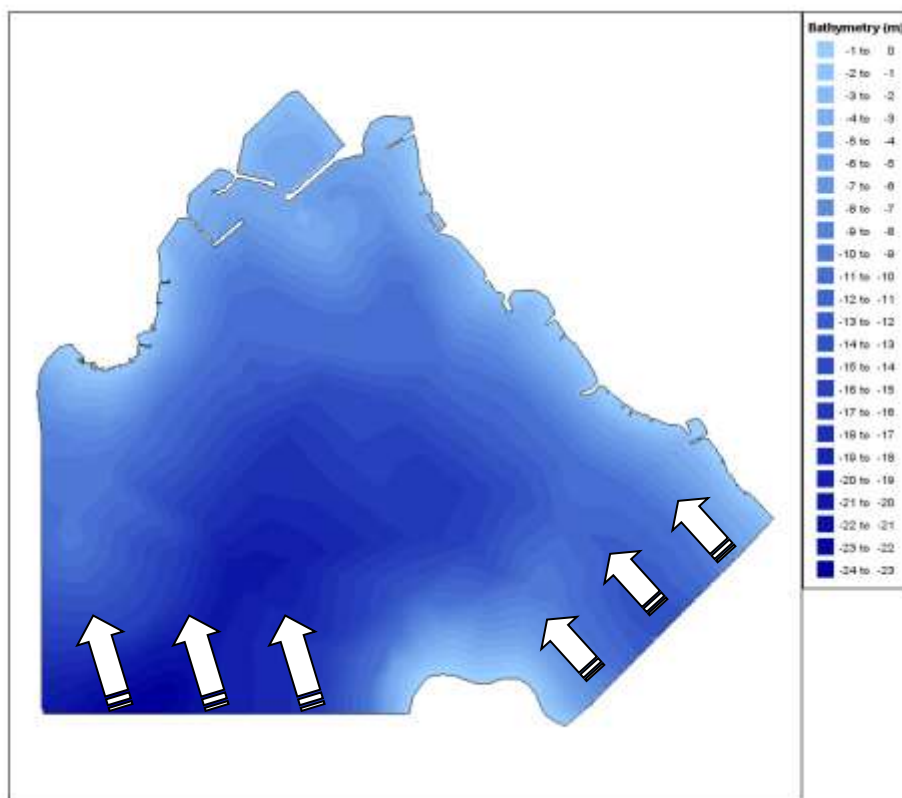 Bathymetry (m)
-1 to 0
-2 to -1
-3 to -2
-4 to -3
-5 to -4
-6 to -5
-7 to -6
-8 to -7
-9 to -8
-10 to -9
-11 to -10
-12 to -11
-13 to -12
-14 to -13
-15 to -14
-16 to -15
-17 to -16
-18 to -17
-19 to -18
-20 to -19
-21 to -20
-22 to -21
-23 to -22
-24 to -23